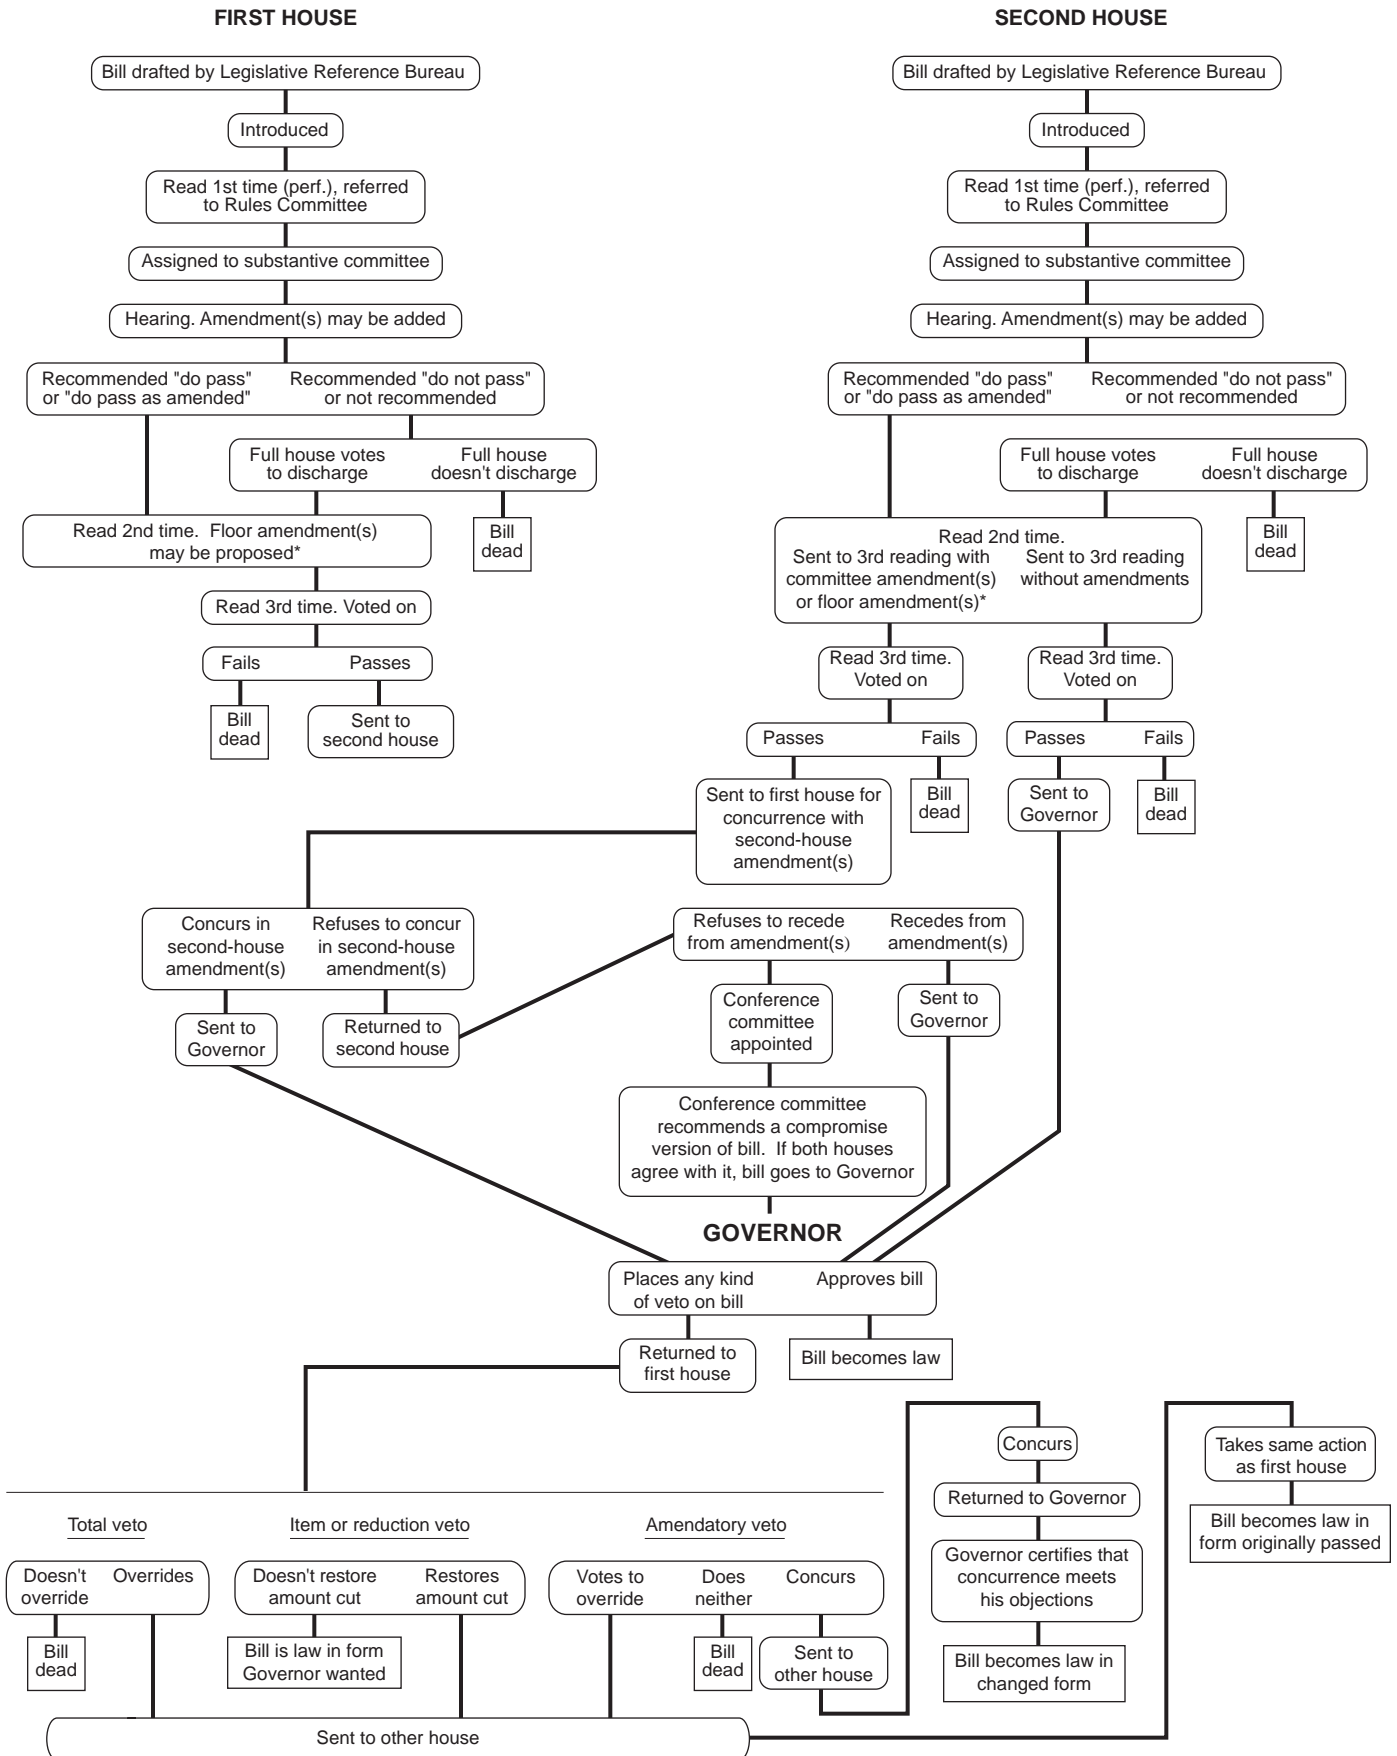 FIRST HOUSE
Bill drafted by Legislative Reference Bureau
Introduced
Read 1st time (perf.), referred
to Rules Committee
Assigned to substantive committee
Hearing. Amendment(s) may be added
Recommended "do pass"
or "do pass as amended"
Recommended "do not pass"
or not recommended
Full house votes
to discharge
Full house
doesn't discharge
Bill
dead
Read 2nd time. Floor amendment(s)
may be proposed*
Read 3rd time. Voted on
Fails
Passes
Bill
dead
Sent to
second house
SECOND HOUSE
Bill drafted by Legislative Reference Bureau
Introduced
Read 1st time (perf.), referred
to Rules Committee
Assigned to substantive committee
Hearing. Amendment(s) may be added
Recommended "do pass"
or "do pass as amended"
Recommended "do not pass"
or not recommended
Full house votes
to discharge
Full house
doesn't discharge
Bill
dead
Read 2nd time.
Sent to 3rd reading with
committee amendment(s)
or floor amendment(s)*
Sent to 3rd reading
without amendments
Read 3rd time.
Voted on
Read 3rd time.
Voted on
Passes
Fails
Passes
Fails
Sent to first house for
concurrence with
second-house
amendment(s)
Bill
dead
Sent to
Governor
Bill
dead
Concurs in
second-house
amendment(s)
Refuses to concur
in second-house
amendment(s)
Sent to
Governor
Returned to
second house
Refuses to recede
from amendment(s)
Recedes from
amendment(s)
Conference
committee
appointed
Sent to
Governor
Conference committee
recommends a compromise
version of bill. If both houses
agree with it, bill goes to Governor
GOVERNOR
Places any kind
of veto on bill
Approves bill
Returned to
first house
Bill becomes law
Total veto
Doesn't
override
Overrides
Bill
dead
Item or reduction veto
Doesn't restore
amount cut
Restores
amount cut
Bill is law in form
Governor wanted
Amendatory veto
Votes to
override
Does
neither
Concurs
Bill
dead
Sent to
other house
Sent to other house
Concurs
Returned to Governor
Governor certifies that
concurrence meets
his objections
Bill becomes law in
changed form
Takes same action
as first house
Bill becomes law in
form originally passed